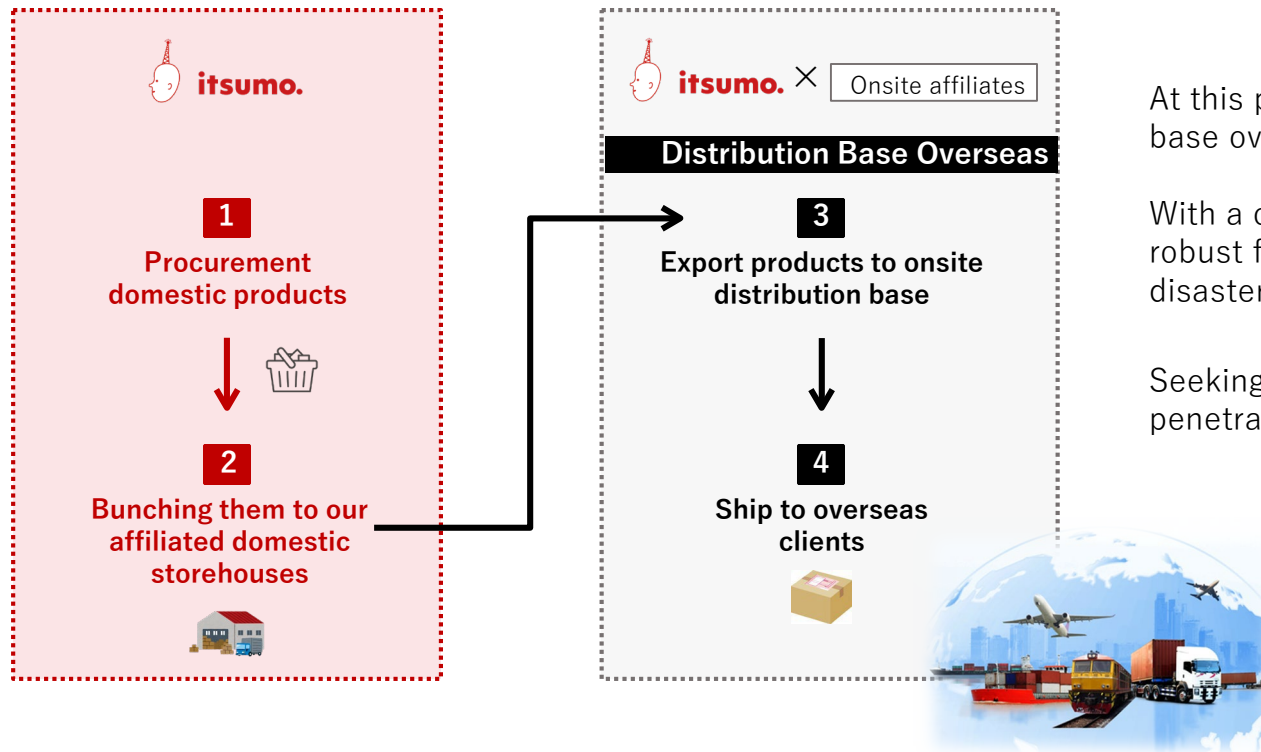 itsumo.
1
Procurement
domestic products
2
Bunching them to our
affiliated domestic
storehouses
itsumo. × Onsite affiliates
Distribution Base Overseas
3
Export products to onsite
distribution base
4
Ship to overseas
clients
At this
base
With a
robust
disaster
Seeking